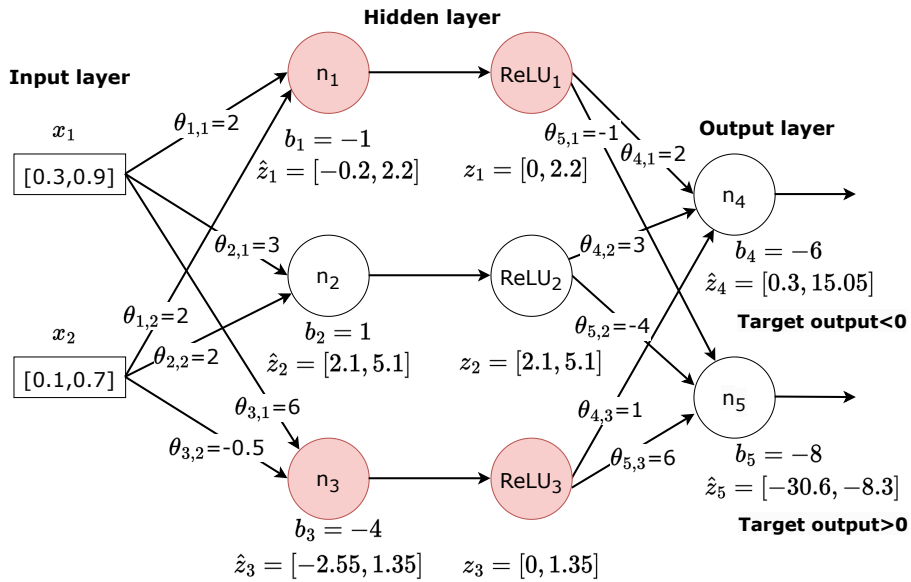 Hidden layer
Input layer
n₁
ReLU₁
θ₁,₁=2
θ₅,₁=-1
Output layer
x₁
b₁ = −1
θ₄,₁=2
[0.3,0.9]
ẑ₁ = [−0.2, 2.2]
z₁ = [0, 2.2]
n₄
θ₂,₁=3
θ₄,₂=3
b₄ = −6
n₂
ReLU₂
ẑ₄ = [0.3, 15.05]
θ₁,₂=2
θ₅,₂=-4
Target output<0
x₂
b₂ = 1
θ₂,₂=2
ẑ₂ = [2.1, 5.1]
z₂ = [2.1, 5.1]
[0.1,0.7]
n₅
θ₃,₁=6
θ₄,₃=1
θ₃,₂=-0.5
θ₅,₃=6
b₅ = −8
n₃
ReLU₃
ẑ₅ = [−30.6, −8.3]
b₃ = −4
Target output>0
ẑ₃ = [−2.55, 1.35]
z₃ = [0, 1.35]